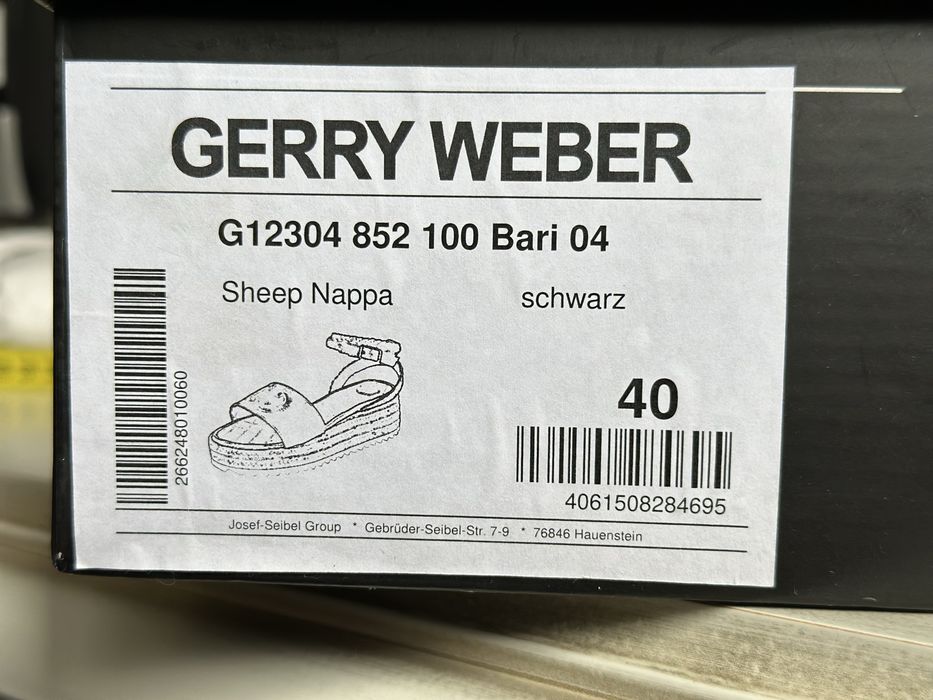 GERRY WEBER
G12304 852 100 Bari 04
Sheep Nappa schwarz
266248010060
40
4061508284695
Josef-Seibel Group * Gebrüder-Seibel-Str. 7-9 * 76846 Hauenstein